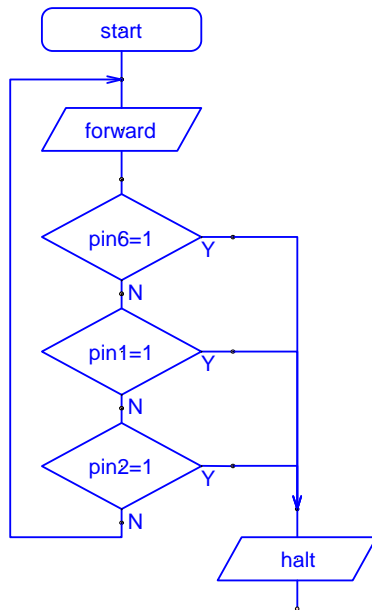 start
forward
pin6=1
Y
N
pin1=1
Y
N
pin2=1
Y
N
halt